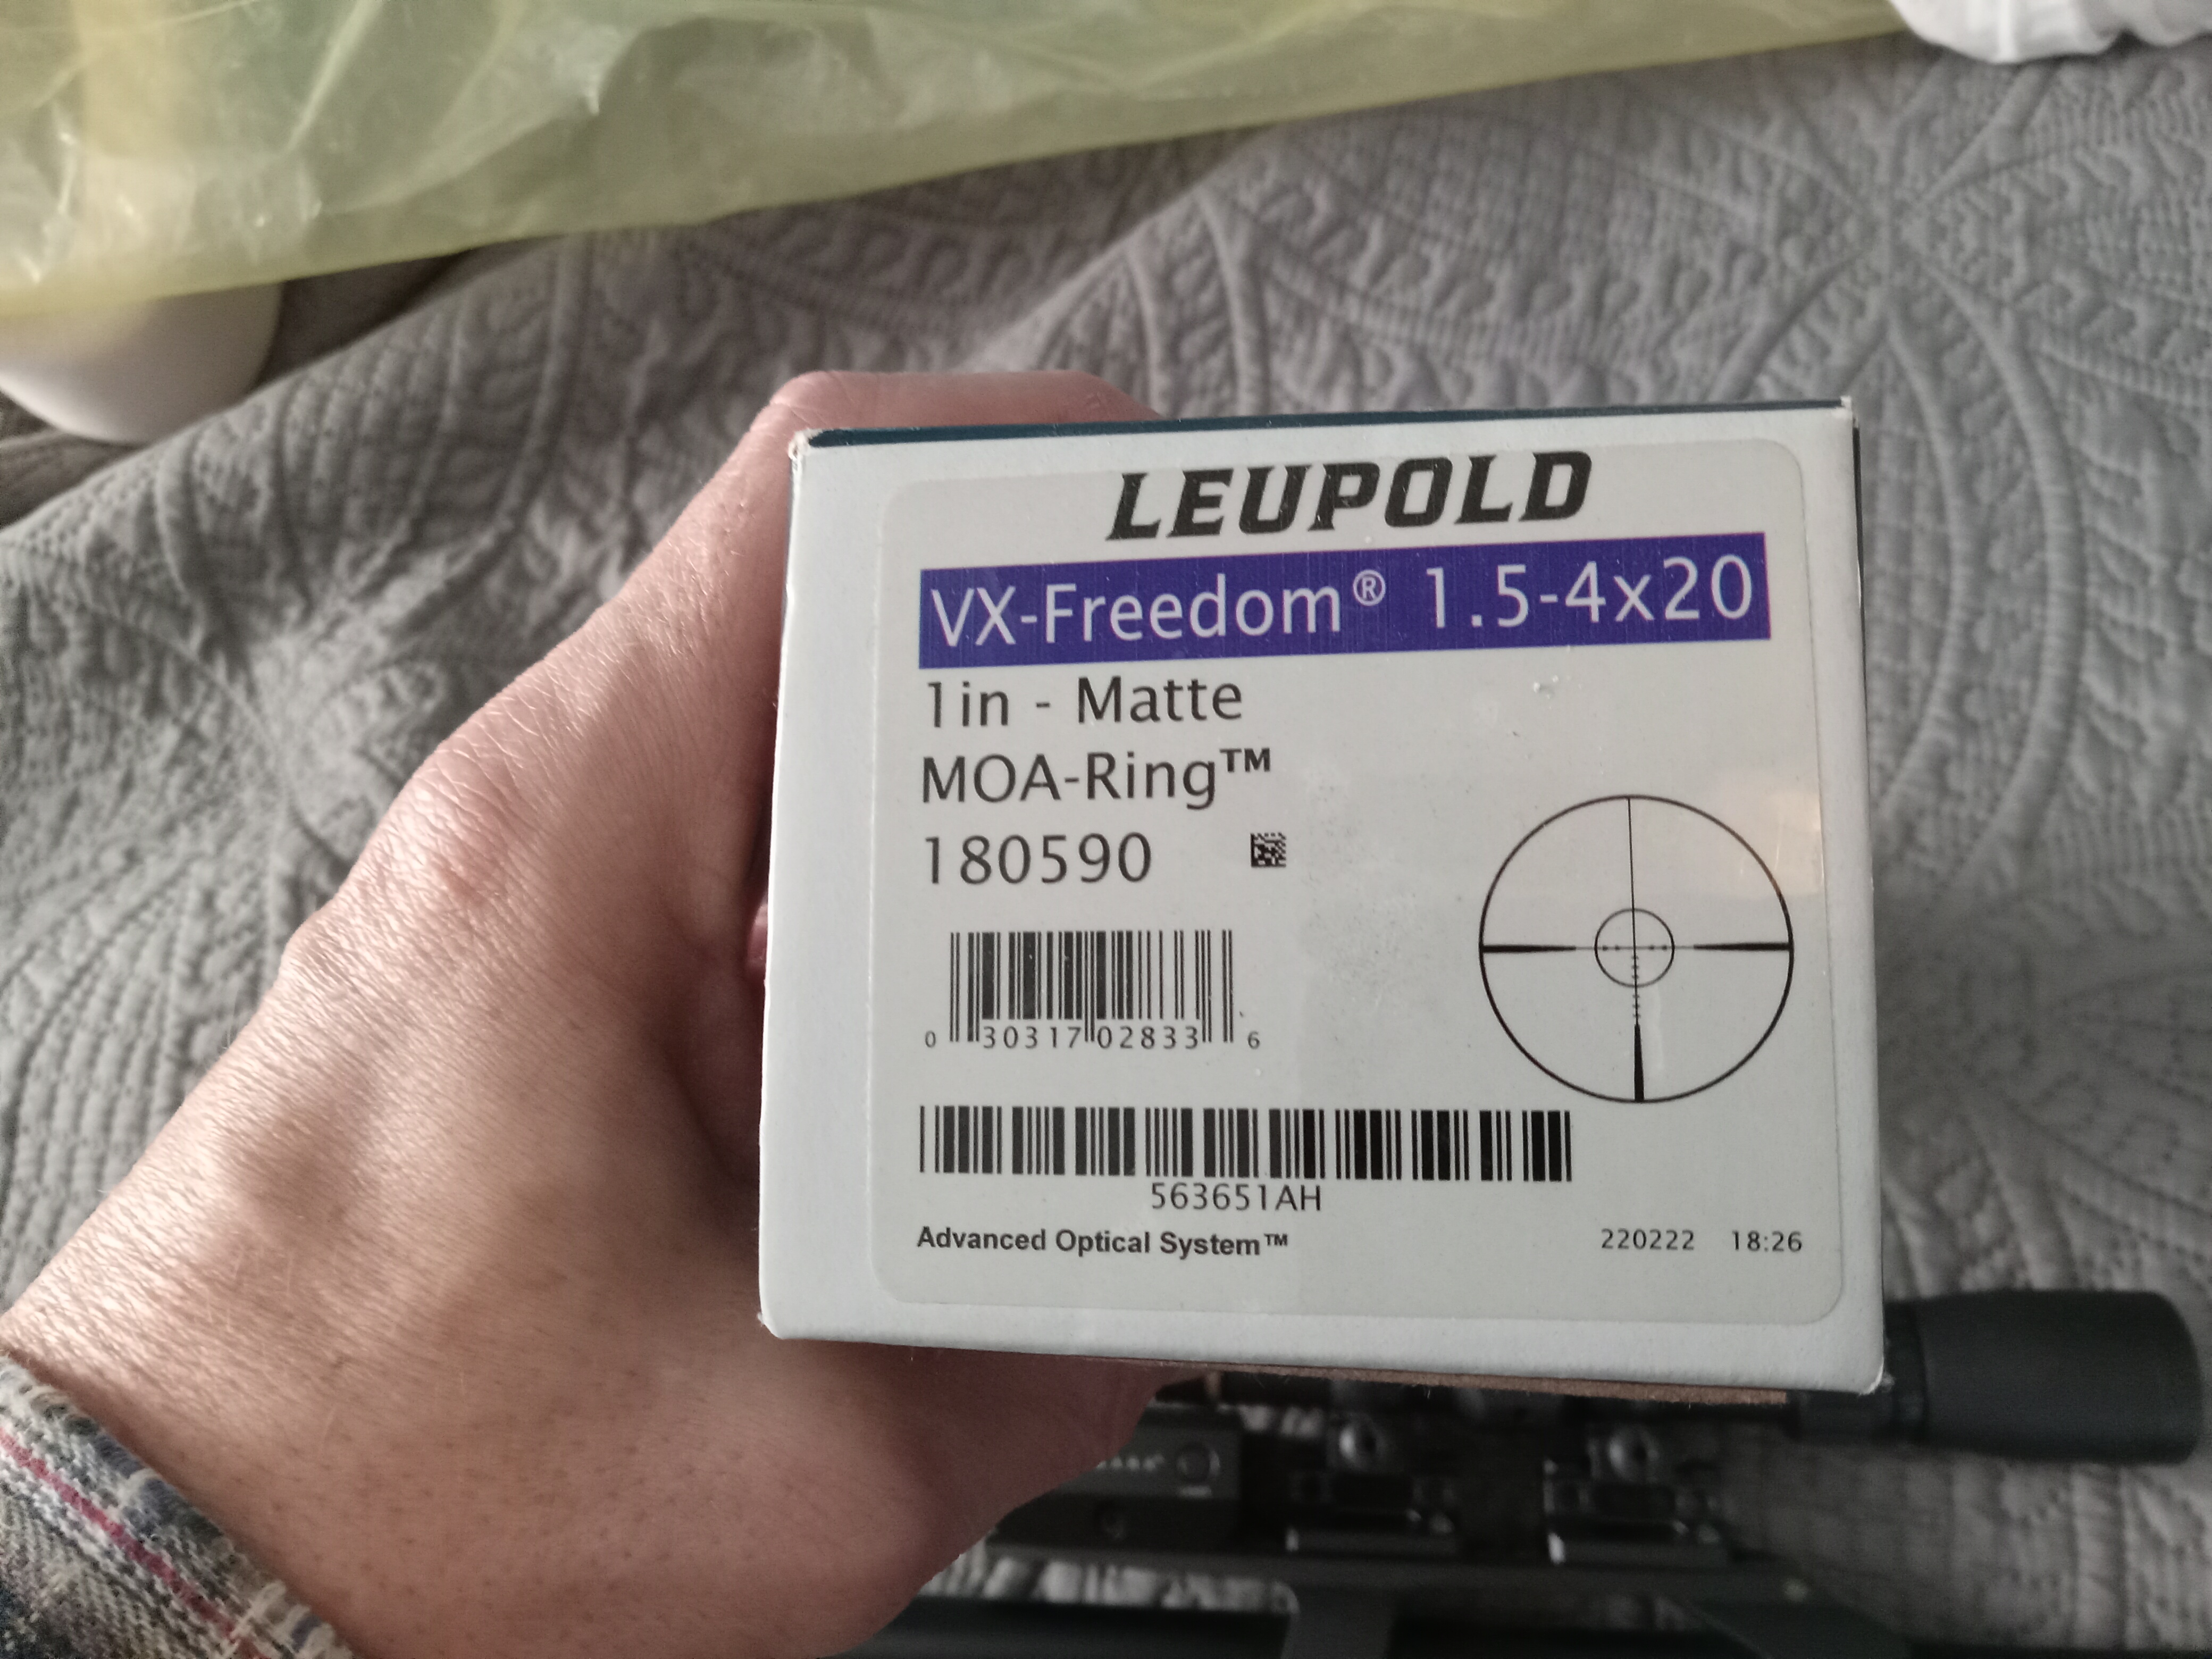 LEUPOLD
VX-Freedom® 1.5-4x20
1in - Matte
MOA-Ring™
180590
0 30317 02833 6
563651AH
Advanced Optical System™
220222 18:26